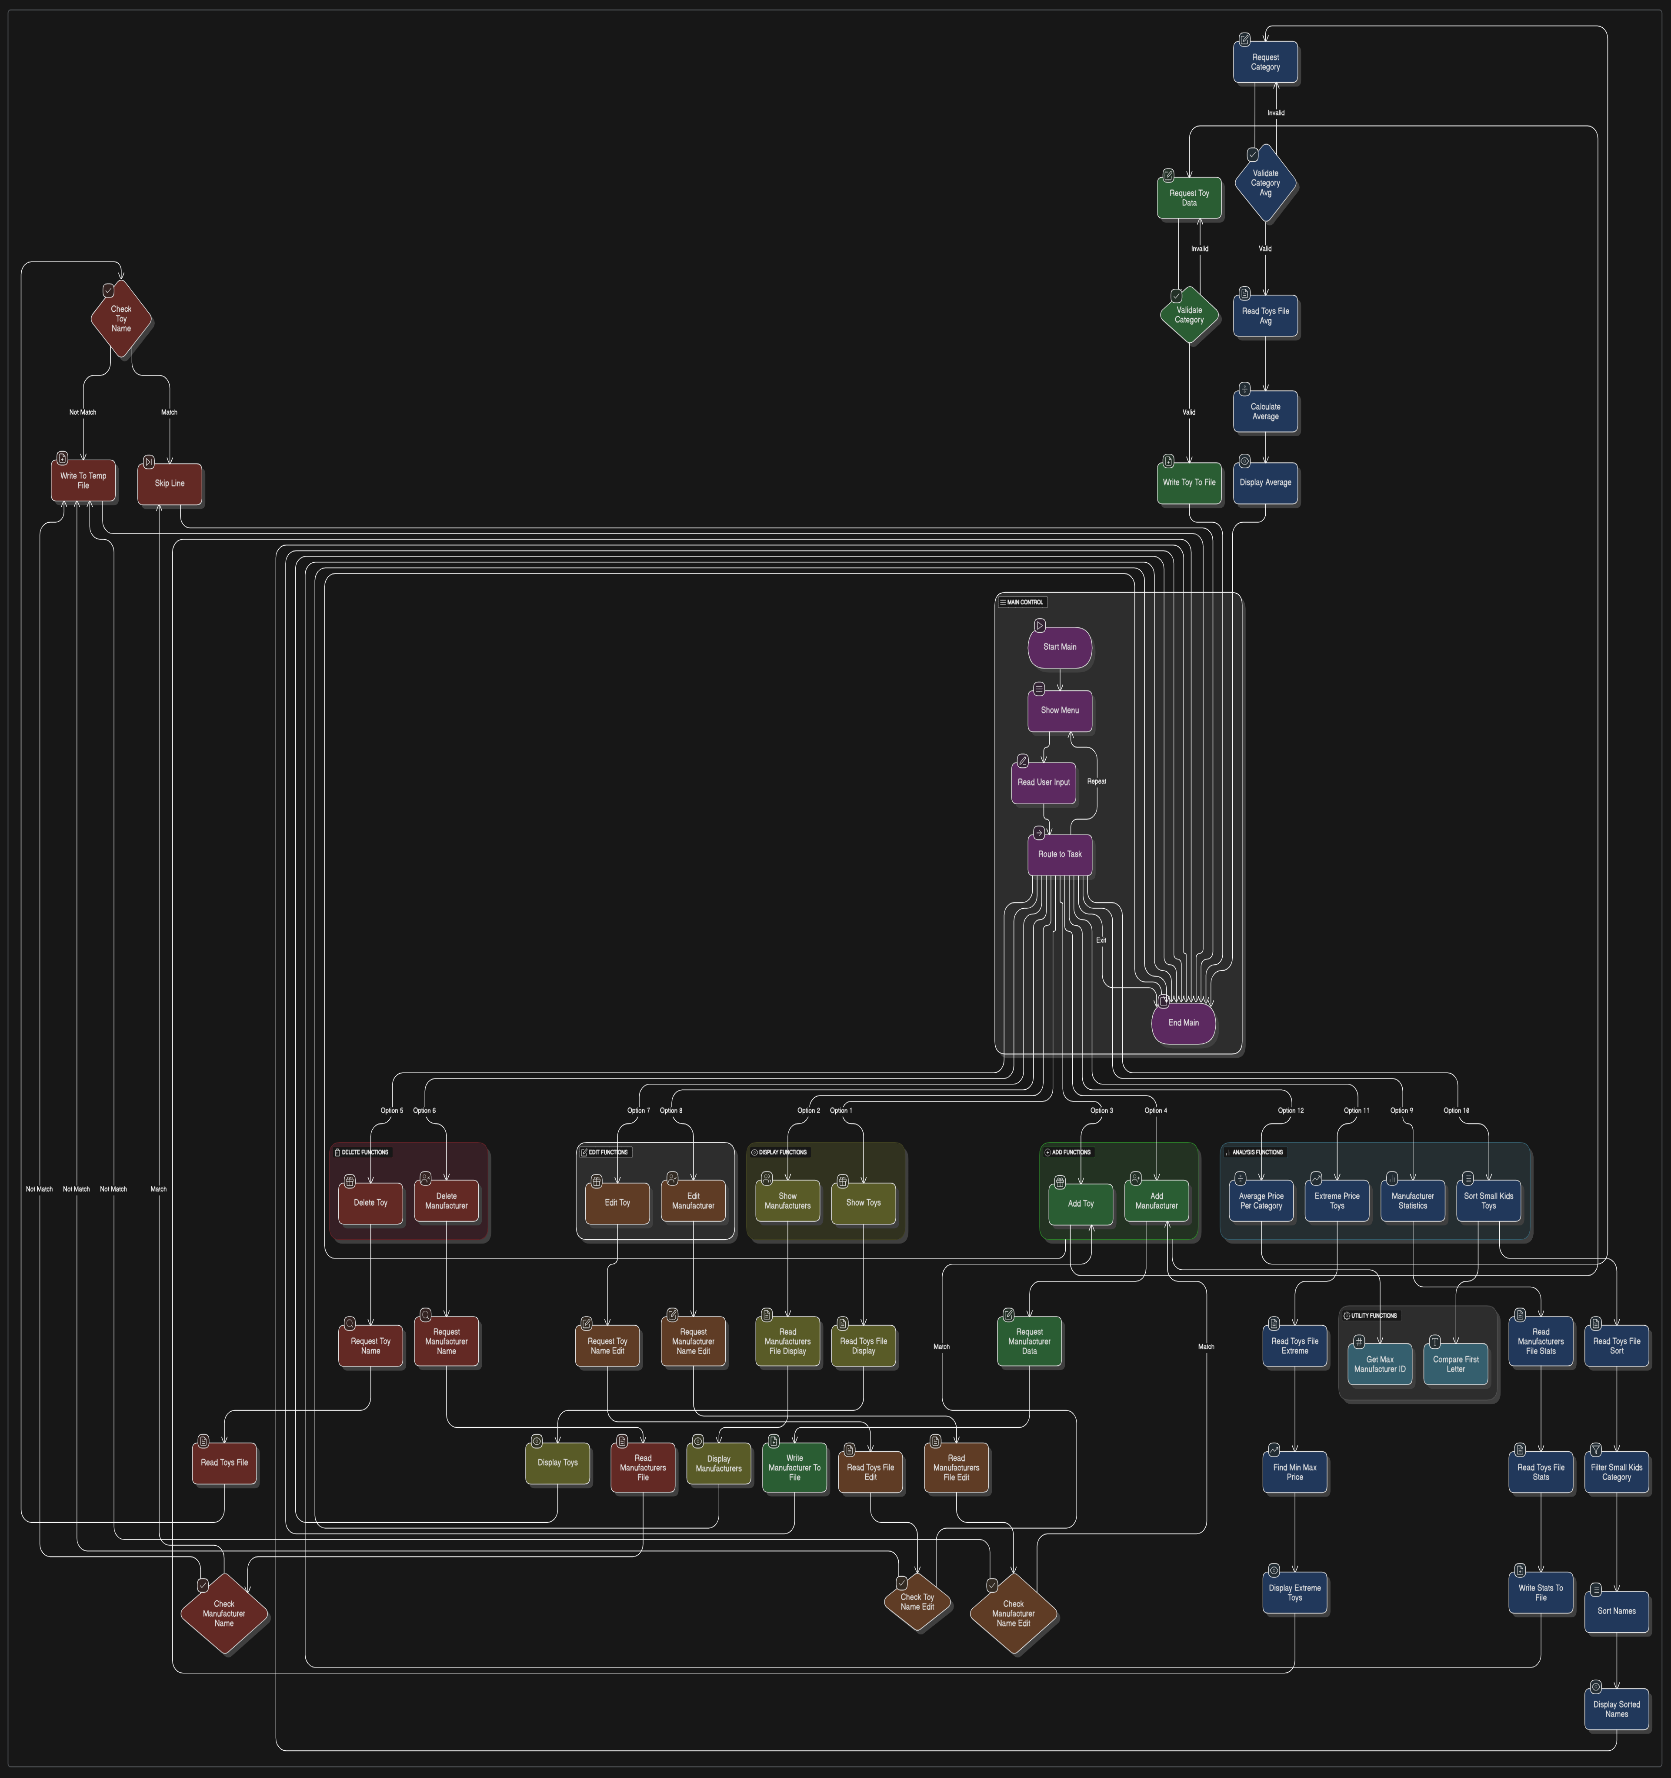 Request
Category
Invalid
Validate
Category
Avg
Request Toy
Data
Invalid
Valid
Check
Toy
Name
Validate
Category
Read Toys File
Avg
Not Match
Match
Valid
Calculate
Average
Write To Temp
File
Skip Line
Write Toy To File
Display Average
MAIN CONTROL
Start Main
Show Menu
Read User Input
Repeat
Route to Task
Exit
End Main
Option 5
Option 6
Option 7
Option 8
Option 2
Option 1
Option 3
Option 4
Option 12
Option 11
Option 9
Option 10
DELETE FUNCTIONS
EDIT FUNCTIONS
DISPLAY FUNCTIONS
ADD FUNCTIONS
ANALYSIS FUNCTIONS
Not Match
Not Match
Not Match
Match
Delete Toy
Delete
Manufacturer
Edit Toy
Edit
Manufacturer
Show
Manufacturers
Show Toys
Add Toy
Add
Manufacturer
Average Price
Per Category
Extreme Price
Toys
Manufacturer
Statistics
Sort Small Kids
Toys
UTILITY FUNCTIONS
Request Toy
Name
Request
Manufacturer
Name
Request Toy
Name Edit
Request
Manufacturer
Name Edit
Read
Manufacturers
File Display
Read Toys File
Display
Match
Request
Manufacturer
Data
Match
Read Toys File
Extreme
Get Max
Manufacturer ID
Compare First
Letter
Read
Manufacturers
File Stats
Read Toys File
Sort
Read Toys File
Display Toys
Read
Manufacturers
File
Display
Manufacturers
Write
Manufacturer To
File
Read Toys File
Edit
Read
Manufacturers
File Edit
Find Min Max
Price
Read Toys File
Stats
Filter Small Kids
Category
Check
Manufacturer
Name
Check Toy
Name Edit
Check
Manufacturer
Name Edit
Display Extreme
Toys
Write Stats To
File
Sort Names
Display Sorted
Names